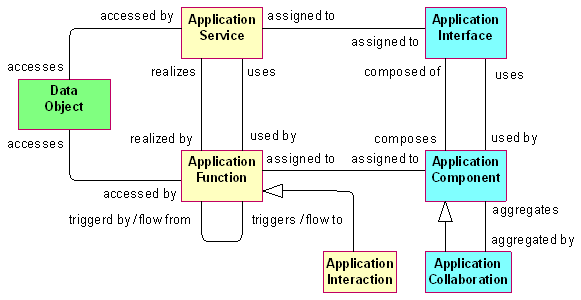 accessed by
Application
Service
assigned to
assigned to
Application
Interface
accesses
realizes
uses
composed of
uses
Data
Object
accesses
realized by
used by
composes
used by
Application
Function
assigned to
assigned to
Application
Component
accessed by
triggerd by / flow from
triggers / flow to
aggregates
aggregated by
Application
Interaction
Application
Collaboration